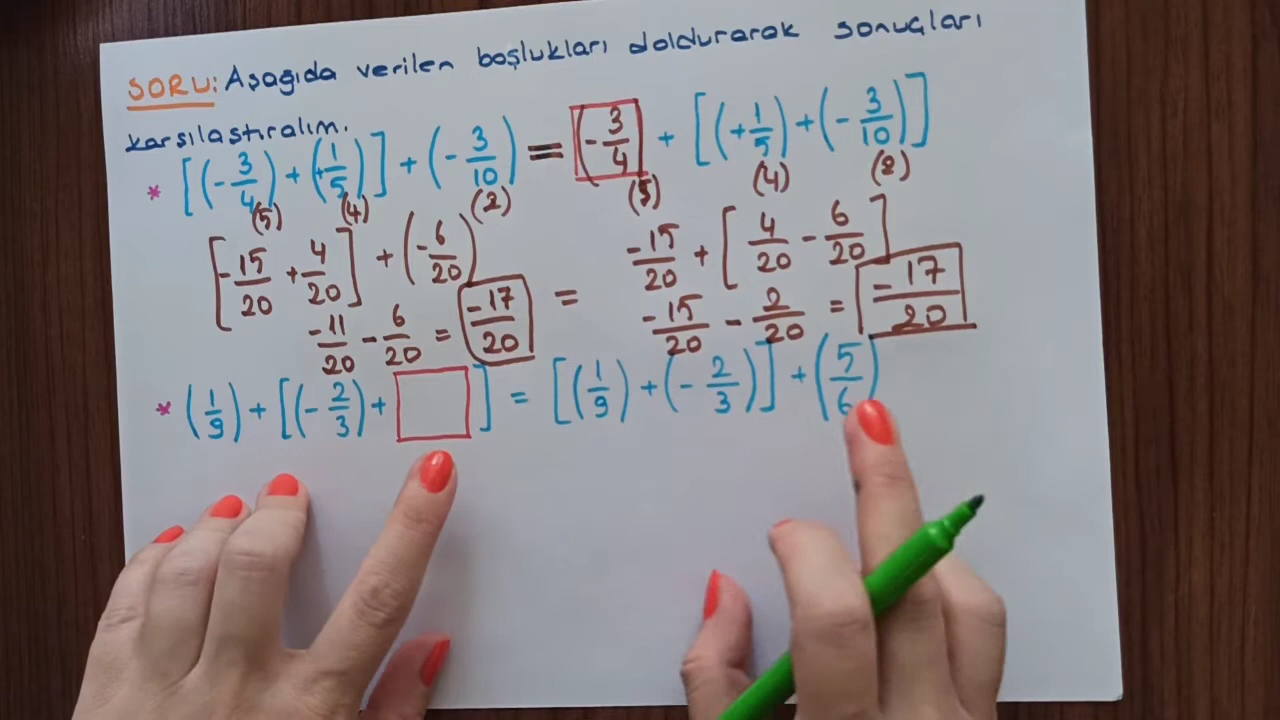 SORU: Aşağıda verilen boşlukları doldurarak sonuçları
karsılaştıralım.
* [(-3/4) + (+1/5)] + (-3/10) = (-3/4) + [(+1/5) + (-3/10)]
(5) (4) (2) (5) (4) (2)
[-15/20 + 4/20] + (-6/20) = -15/20 + [4/20 - 6/20]
-11/20 - 6/20 = -17/20 -15/20 - 2/20 = -17/20
* (1/9) + [(-2/3) + □] = [(1/9) + (-2/3)] + (5/6)